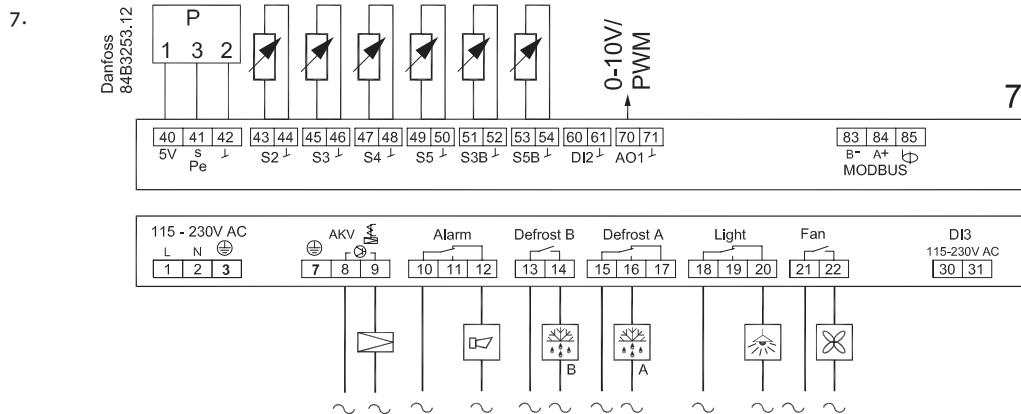 7.
Danfoss
84B3253.12
P
1 3 2
0-10V/
PWM
7
40 41 42 43 44 45 46 47 48 49 50 51 52 53 54 60 61 70 71 83 84 85
5V s S2 S3 S4 S5 S3B S5B DI2 AO1 B- A+
Pe MODBUS
115 - 230V AC AKV Alarm Defrost B Defrost A Light Fan DI3
L N 115-230V AC
1 2 3 7 8 9 10 11 12 13 14 15 16 17 18 19 20 21 22 30 31
B A